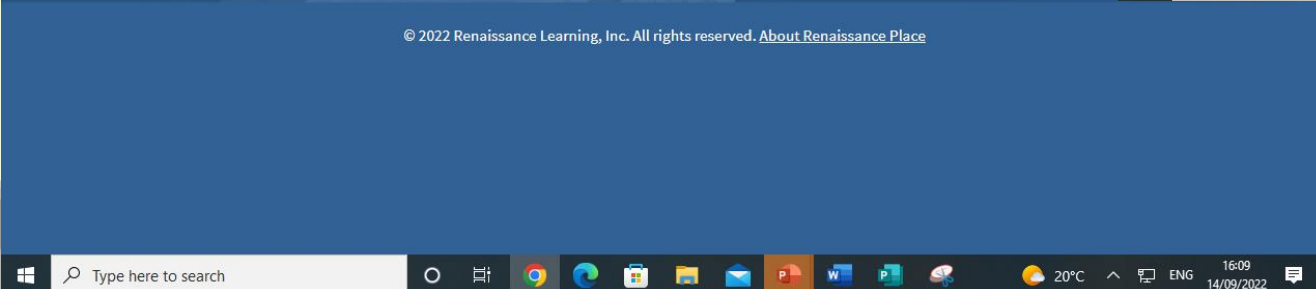 © 2022 Renaissance Learning, Inc. All rights reserved. About Renaissance Place
Type here to search
P
W
P
20°C
ENG
16:09
14/09/2022